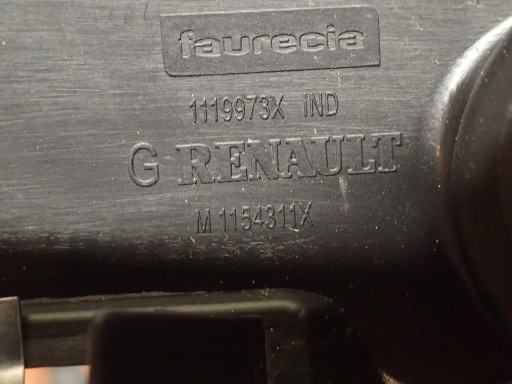 faurecia
1119973X IND
G RENAULT
M 1154311X